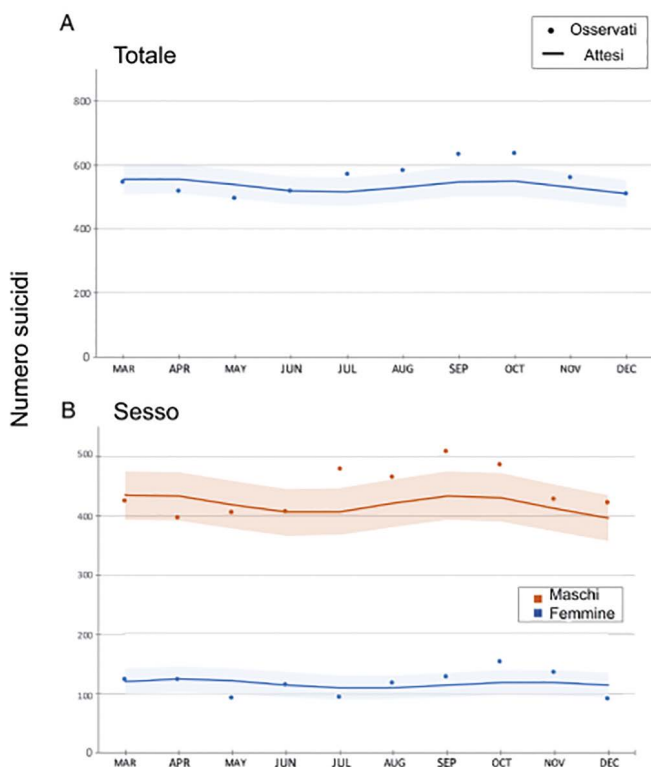 A
Totale
Osservati
Attesi
Numero suicidi
800
600
400
200
0
MAR APR MAY JUN JUL AUG SEP OCT NOV DEC
B
Sesso
500
400
300
200
100
0
Maschi
Femmine
MAR APR MAY JUN JUL AUG SEP OCT NOV DEC